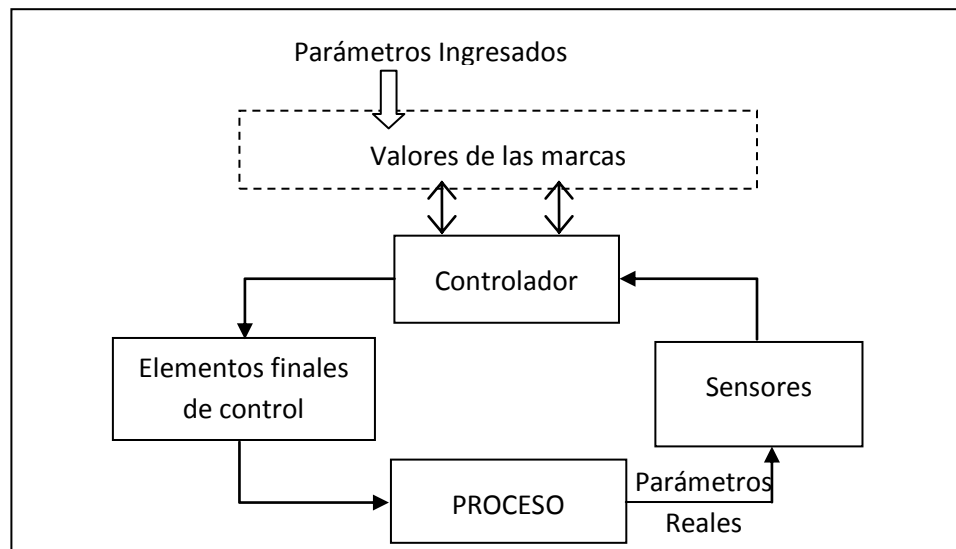 Parámetros Ingresados
Valores de las marcas
Controlador
Elementos finales
de control
Sensores
PROCESO
Parámetros
Reales